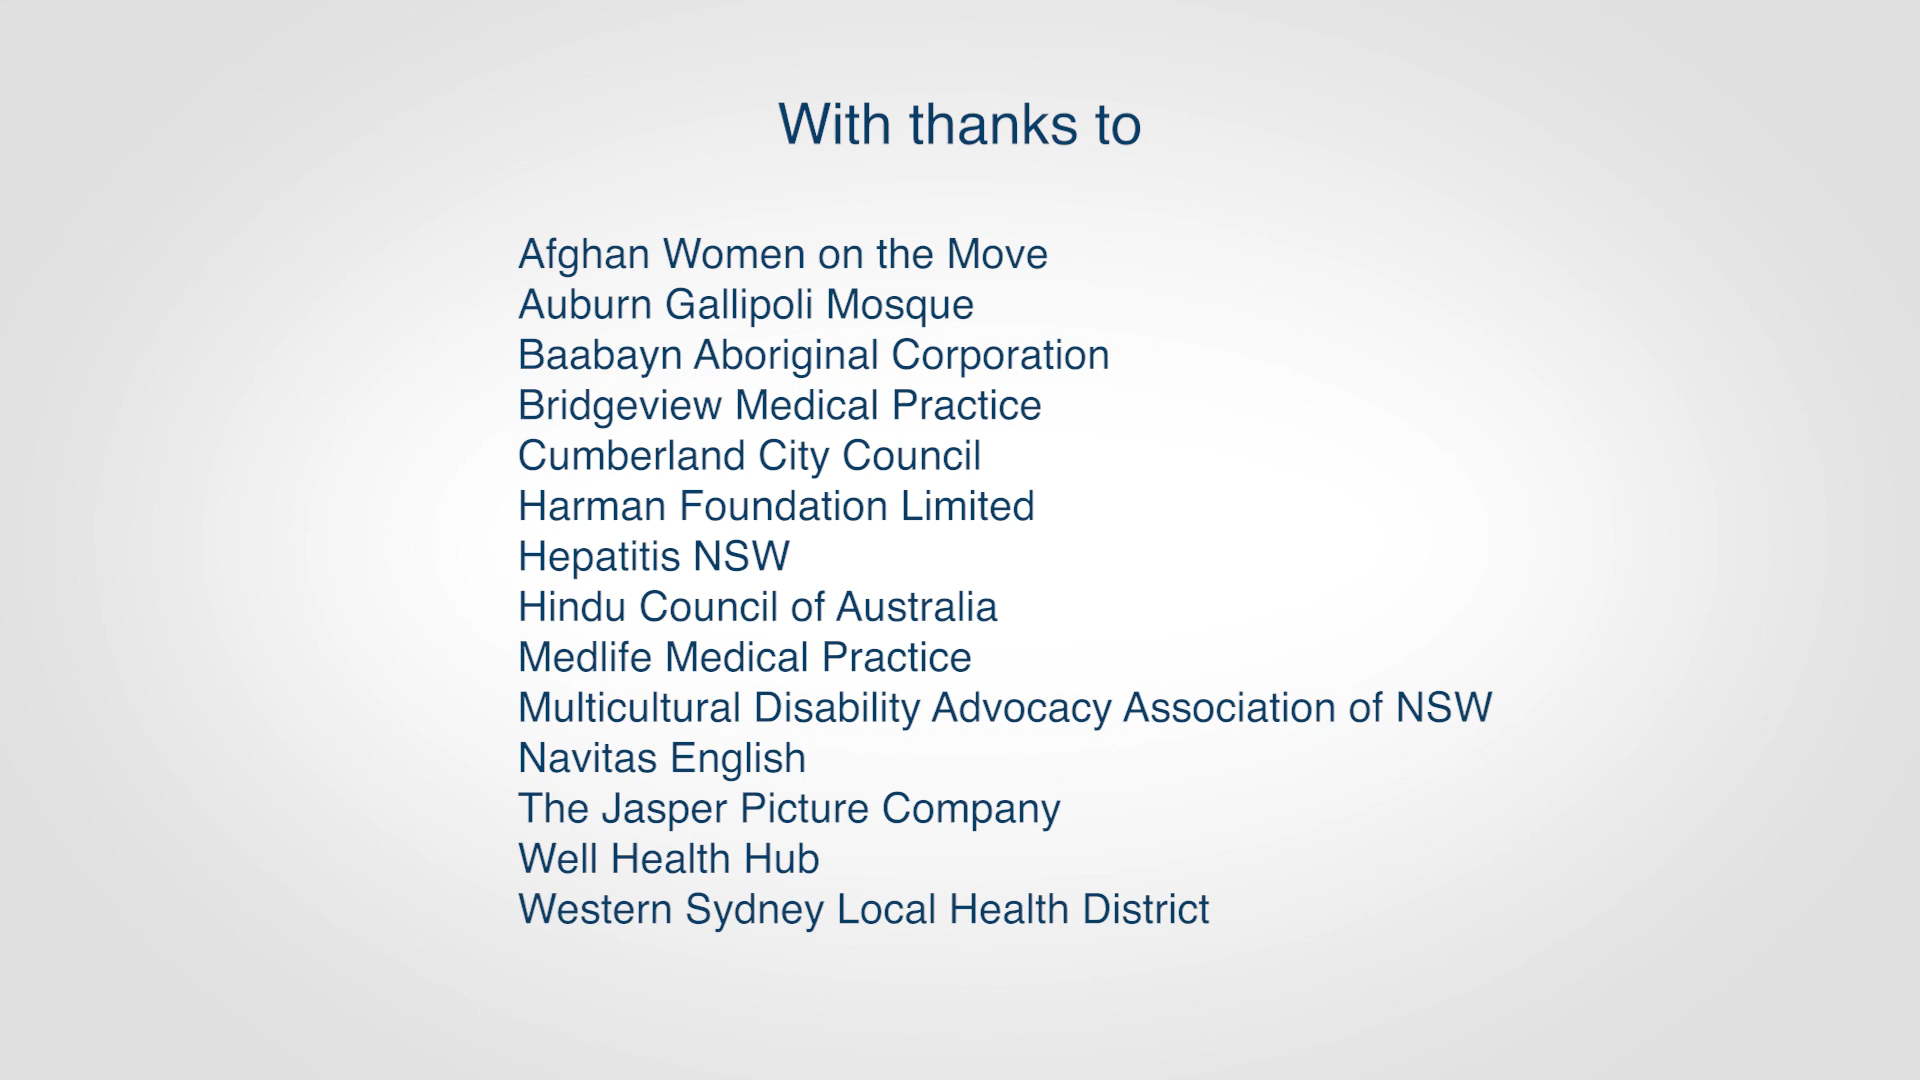 With thanks to
Afghan Women on the Move
Auburn Gallipoli Mosque
Baabayn Aboriginal Corporation
Bridgeview Medical Practice
Cumberland City Council
Harman Foundation Limited
Hepatitis NSW
Hindu Council of Australia
Medlife Medical Practice
Multicultural Disability Advocacy Association of NSW
Navitas English
The Jasper Picture Company
Well Health Hub
Western Sydney Local Health District